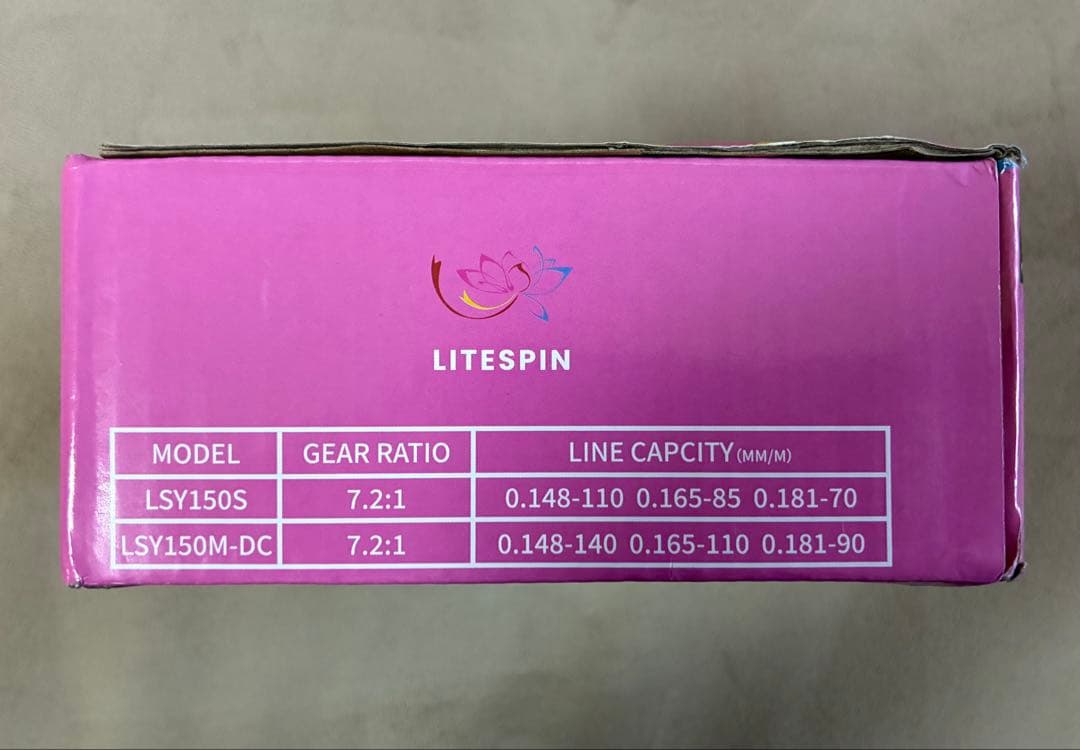 LITESPIN
MODEL GEAR RATIO LINE CAPCITY(MM/M)
LSY150S 7.2:1 0.148-110 0.165-85 0.181-70
LSY150M-DC 7.2:1 0.148-140 0.165-110 0.181-90